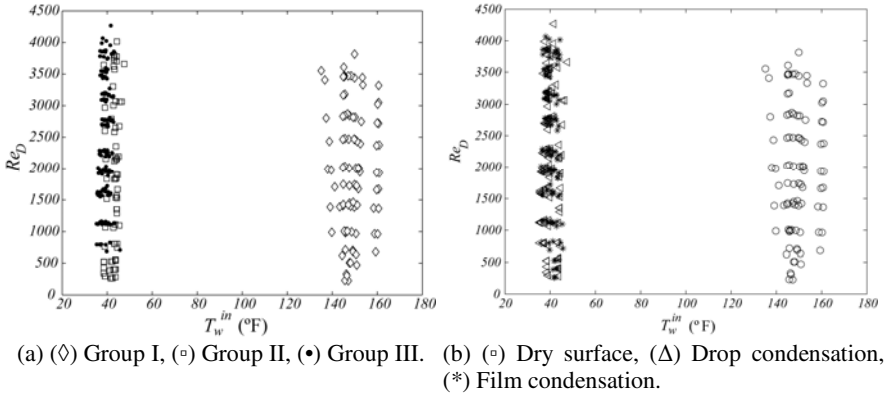 4500
4000
3500
3000
2500
2000
1500
1000
500
0
Re_D
20 40 60 80 100 120 140 160 180
T_w^in (°F)
(a) (◊) Group I, (▫) Group II, (•) Group III.
4500
4000
3500
3000
2500
2000
1500
1000
500
0
Re_D
20 40 60 80 100 120 140 160 180
T_w^in (°F)
(b) (▫) Dry surface, (Δ) Drop condensation,
(*) Film condensation.